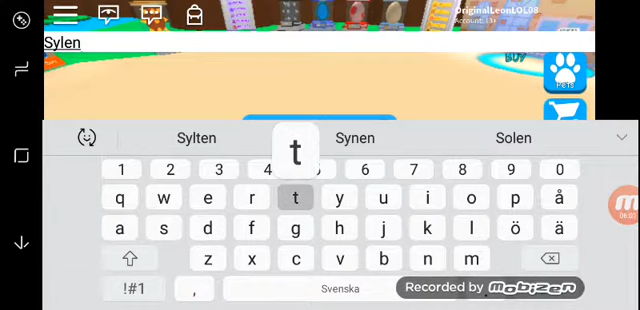 OriginalLeonLOL09
Account: 13+
Sylen
BUY
Pets
Sylten
Synen
Solen
t
1 2 3 4 5 6 7 8 9 0
q w e r t y u i o p å
a s d f g h j k l ö ä
z x c v b n m
!#1 , Svenska
Recorded by Mobizen